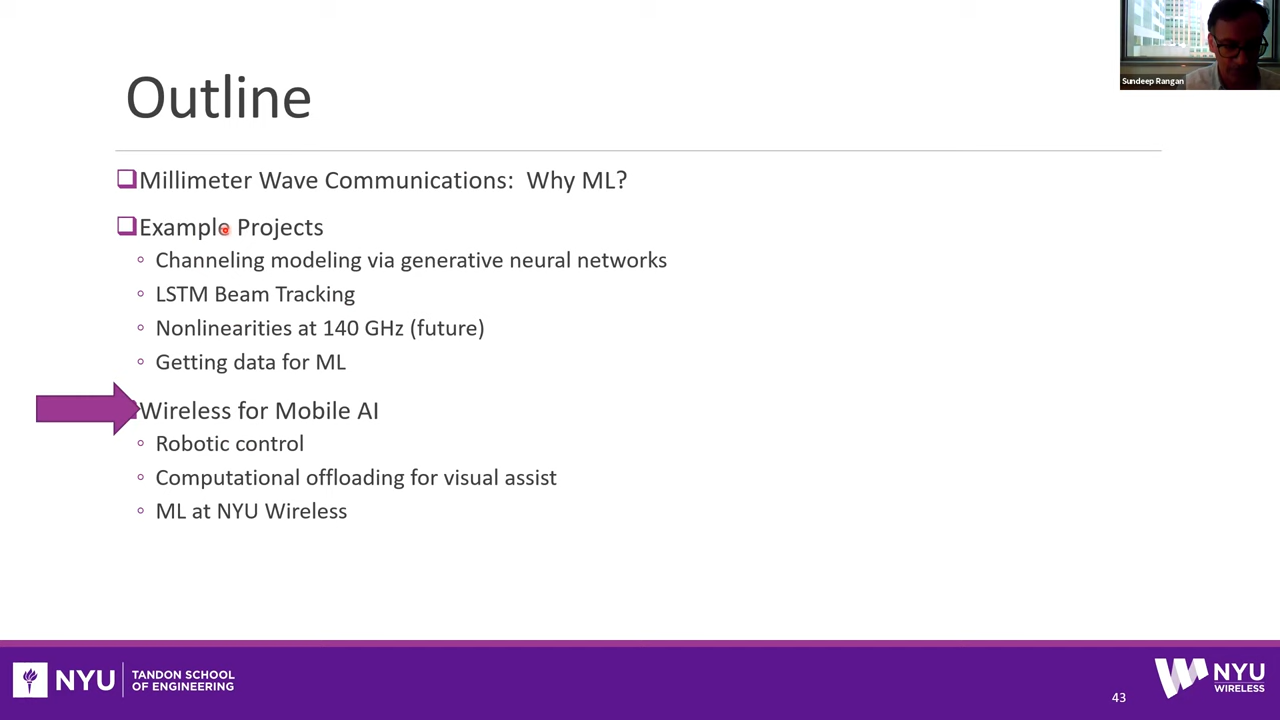 Sundeep Rangan
Outline
Millimeter Wave Communications: Why ML?
Example Projects
Channeling modeling via generative neural networks
LSTM Beam Tracking
Nonlinearities at 140 GHz (future)
Getting data for ML
Wireless for Mobile AI
Robotic control
Computational offloading for visual assist
ML at NYU Wireless
NYU
TANDON SCHOOL
OF ENGINEERING
43
NYU
WIRELESS